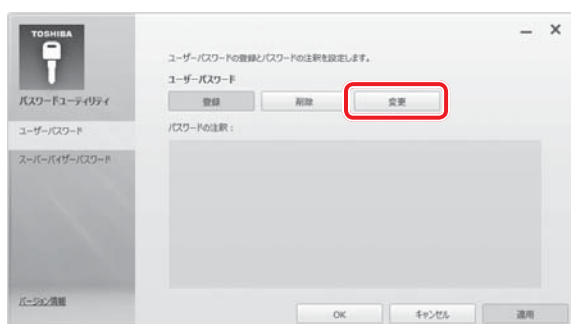 TOSHIBA
パスワードユーティリティ
ユーザーパスワード
スーパーバイザーパスワード
バージョン情報
ユーザーパスワードの登録とパスワードの注釈を設定します。
ユーザーパスワード
登録 削除 変更
パスワードの注釈：
OK キャンセル 適用